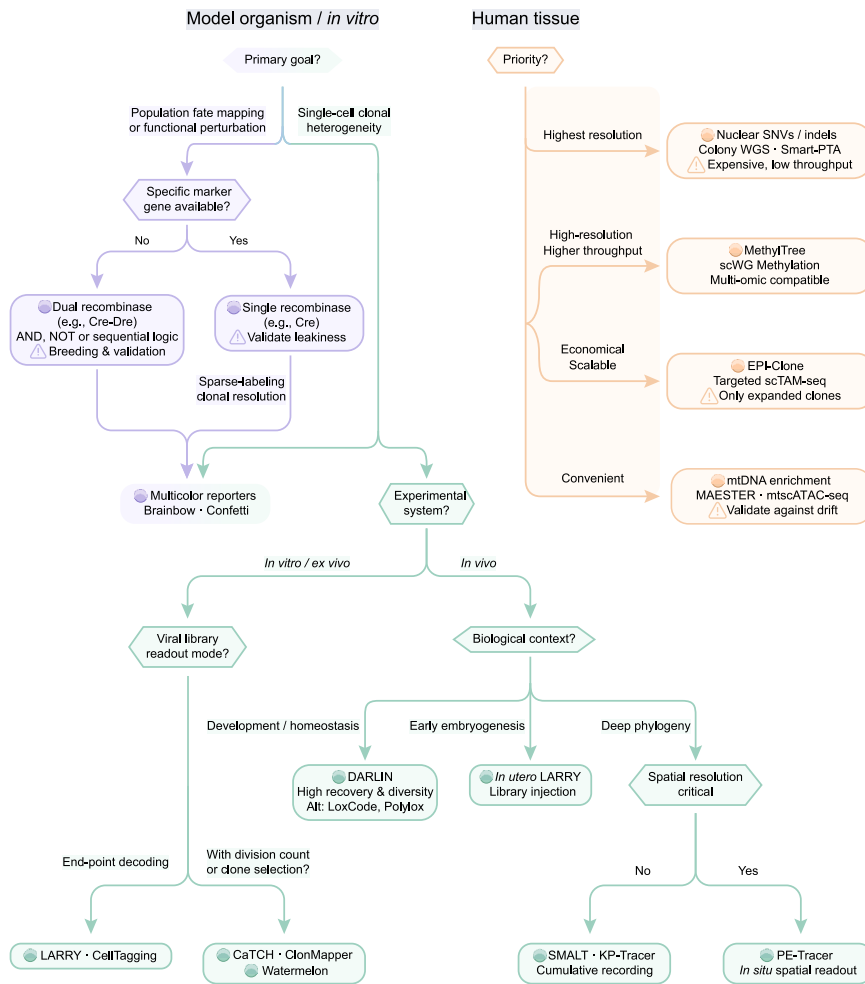 Model organism / in vitro
Human tissue
Primary goal?
Priority?
Population fate mapping
or functional perturbation
Single-cell clonal
heterogeneity
Specific marker
gene available?
No
Yes
Dual recombinase
(e.g., Cre-Dre)
AND, NOT or sequential logic
Breeding & validation
Single recombinase
(e.g., Cre)
Validate leakiness
Sparse-labeling
clonal resolution
Multicolor reporters
Brainbow · Confetti
Highest resolution
Nuclear SNVs / indels
Colony WGS · Smart-PTA
Expensive, low throughput
High-resolution
Higher throughput
MethylTree
scWG Methylation
Multi-omic compatible
Economical
Scalable
EPI-Clone
Targeted scTAM-seq
Only expanded clones
Convenient
mtDNA enrichment
MAESTER · mtscATAC-seq
Validate against drift
Experimental
system?
In vitro / ex vivo
In vivo
Viral library
readout mode?
Biological context?
Development / homeostasis
Early embryogenesis
Deep phylogeny
DARLIN
High recovery & diversity
Alt: LoxCode, Polylox
In utero LARRY
Library injection
Spatial resolution
critical
End-point decoding
With division count
or clone selection?
No
Yes
LARRY · CellTagging
CaTCH · ClonMapper
Watermelon
SMALT · KP-Tracer
Cumulative recording
PE-Tracer
In situ spatial readout